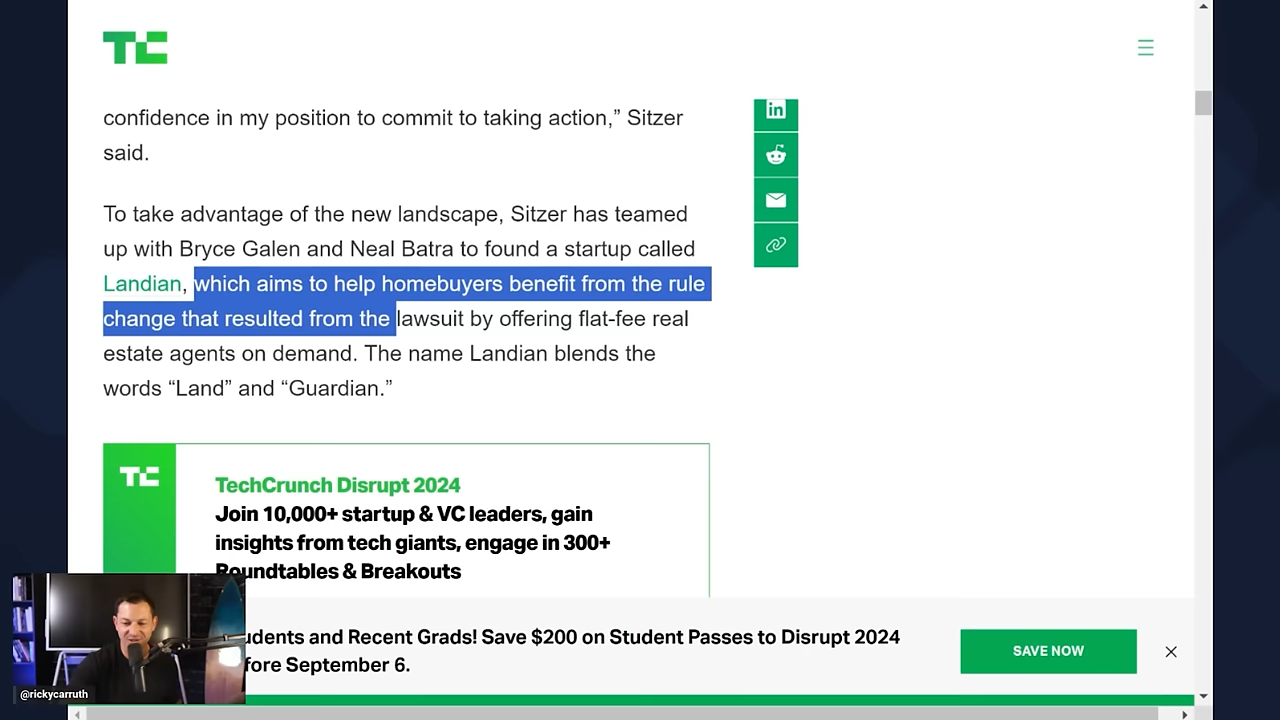 TC
confidence in my position to commit to taking action,” Sitzer
said.
To take advantage of the new landscape, Sitzer has teamed
up with Bryce Galen and Neal Batra to found a startup called
Landian, which aims to help homebuyers benefit from the rule
change that resulted from the lawsuit by offering flat-fee real
estate agents on demand. The name Landian blends the
words “Land” and “Guardian.”
in
TC
TechCrunch Disrupt 2024
Join 10,000+ startup & VC leaders, gain
insights from tech giants, engage in 300+
Roundtables & Breakouts
udents and Recent Grads! Save $200 on Student Passes to Disrupt 2024
fore September 6.
SAVE NOW
@rickycarruth